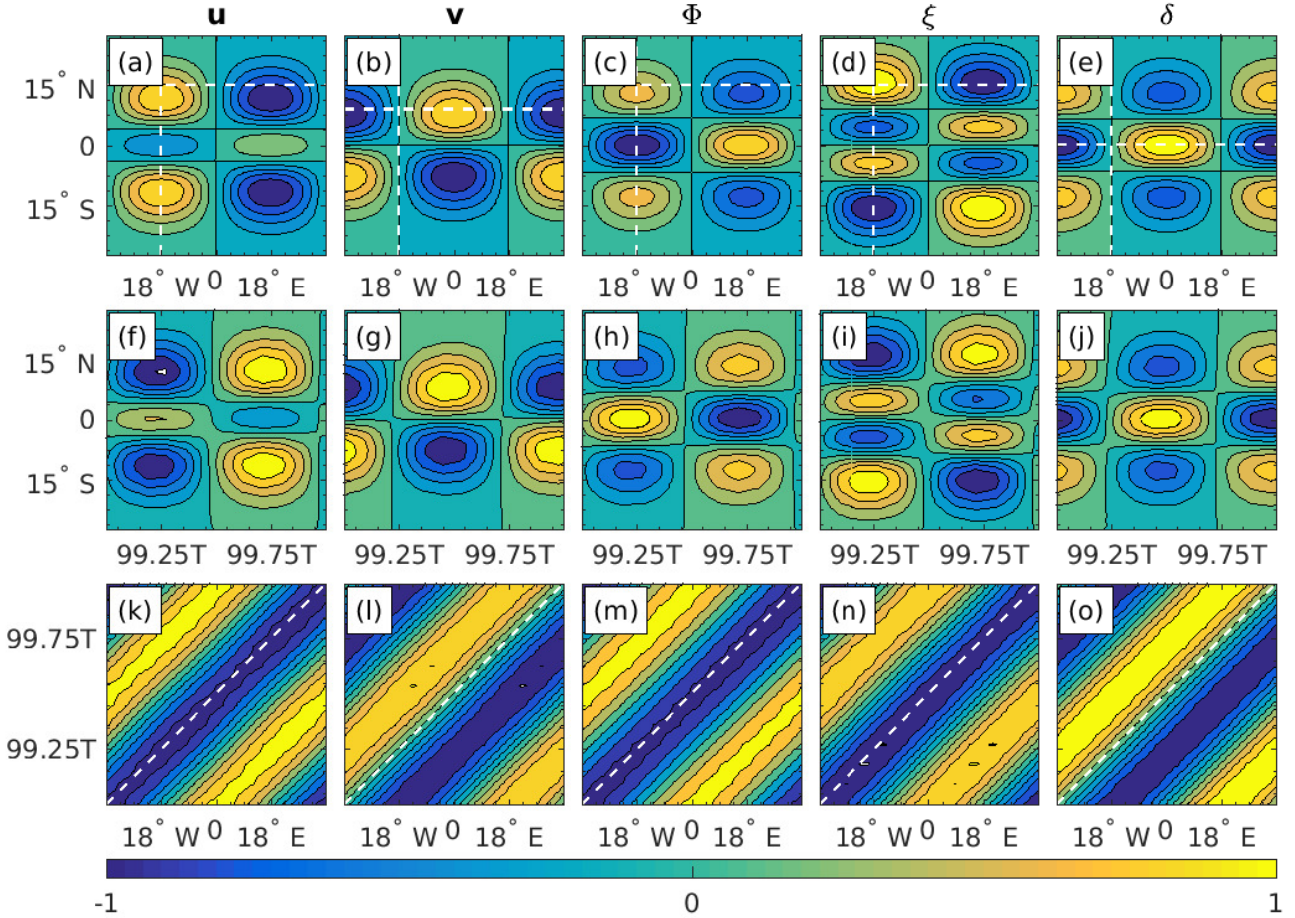 u v Φ ξ δ
(a) (b) (c) (d) (e)
15° N
0
15° S
18° W 0 18° E 18° W 0 18° E 18° W 0 18° E 18° W 0 18° E 18° W 0 18° E
(f) (g) (h) (i) (j)
15° N
0
15° S
99.25T 99.75T 99.25T 99.75T 99.25T 99.75T 99.25T 99.75T 99.25T 99.75T
(k) (l) (m) (n) (o)
99.75T
99.25T
18° W 0 18° E 18° W 0 18° E 18° W 0 18° E 18° W 0 18° E 18° W 0 18° E
-1 0 1